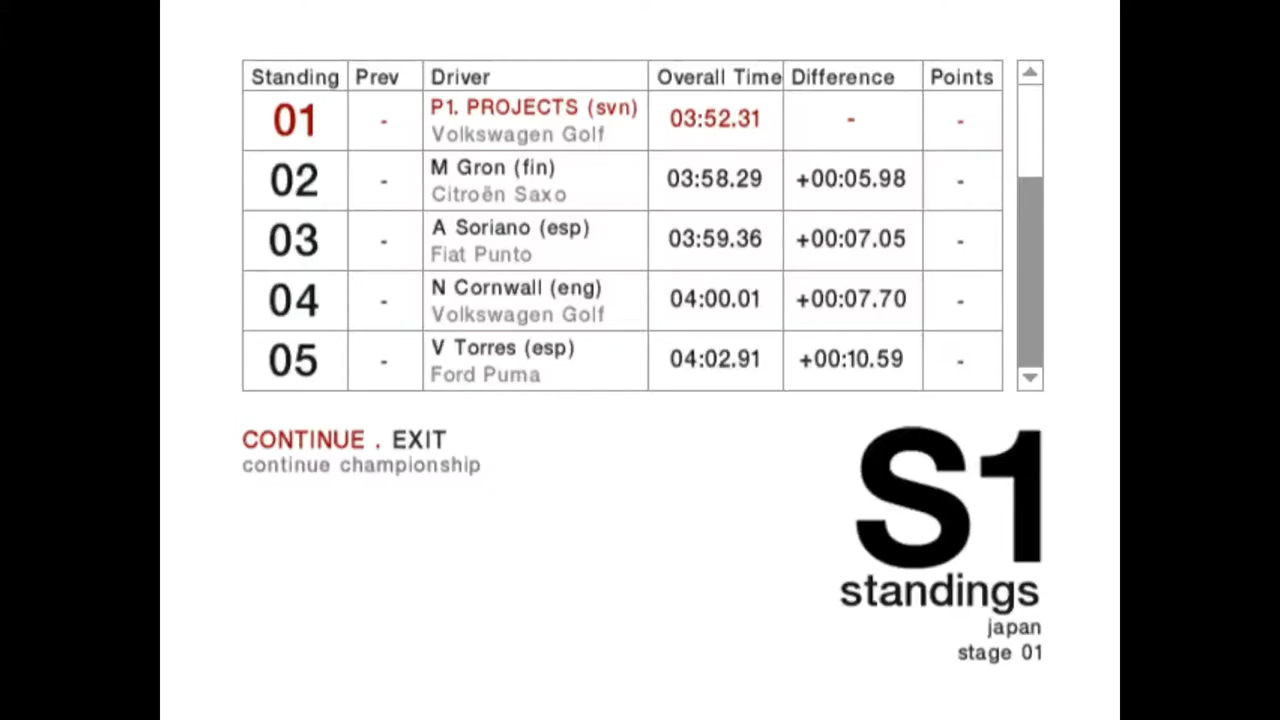 Standing Prev Driver Overall Time Difference Points
01 - P1. PROJECTS (svn) 03:52.31 - -
Volkswagen Golf
02 - M Gron (fin) 03:58.29 +00:05.98 -
Citroën Saxo
03 - A Soriano (esp) 03:59.36 +00:07.05 -
Fiat Punto
04 - N Cornwall (eng) 04:00.01 +00:07.70 -
Volkswagen Golf
05 - V Torres (esp) 04:02.91 +00:10.59 -
Ford Puma
CONTINUE . EXIT
continue championship
S1
standings
japan
stage 01